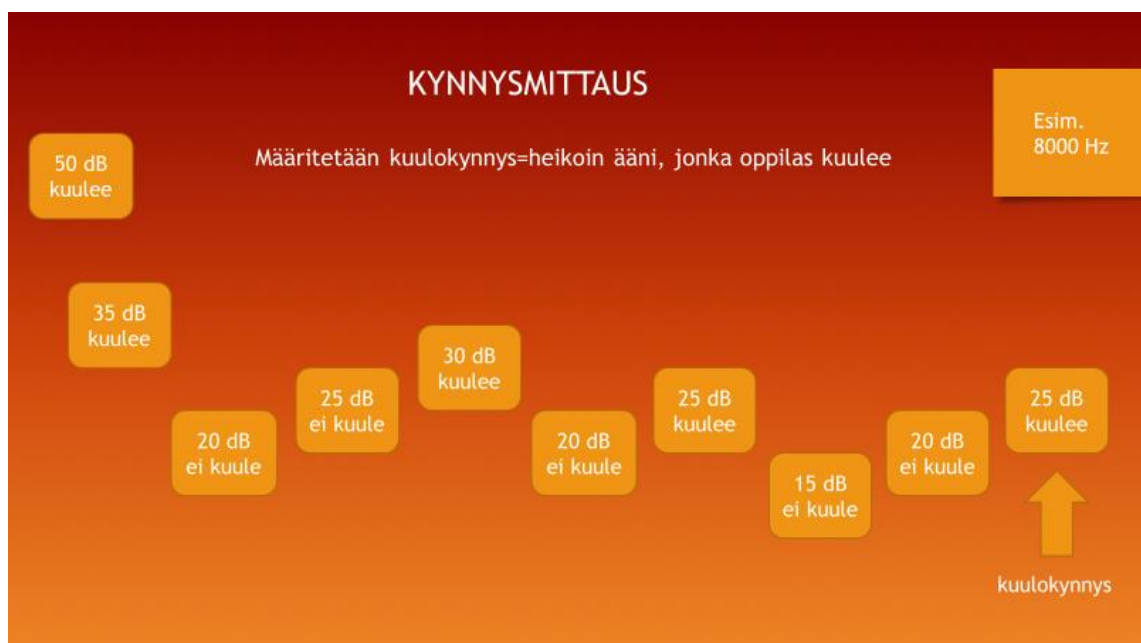 KYNNYSMITTAUS
Esim.
8000 Hz
Määritetään kuulokynnys=heikoin ääni, jonka oppilas kuulee
50 dB
kuulee
35 dB
kuulee
20 dB
ei kuule
25 dB
ei kuule
30 dB
kuulee
20 dB
ei kuule
25 dB
kuulee
15 dB
ei kuule
20 dB
ei kuule
25 dB
kuulee
kuulokynnys